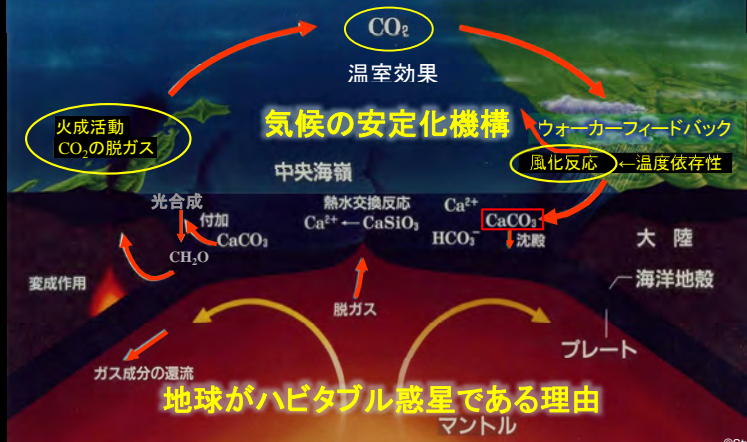 CO₂
温室効果
気候の安定化機構
火成活動
CO₂の脱ガス
ウォーカーフィードバック
風化反応 ←温度依存性
中央海嶺
光合成
付加
CaCO₃
CH₂O
熱水交換反応
Ca²⁺ ← CaSiO₃
Ca²⁺
HCO₃⁻
CaCO₃
沈殿
大陸
海洋地殻
変成作用
脱ガス
プレート
ガス成分の還流
地球がハビタブル惑星である理由
マントル